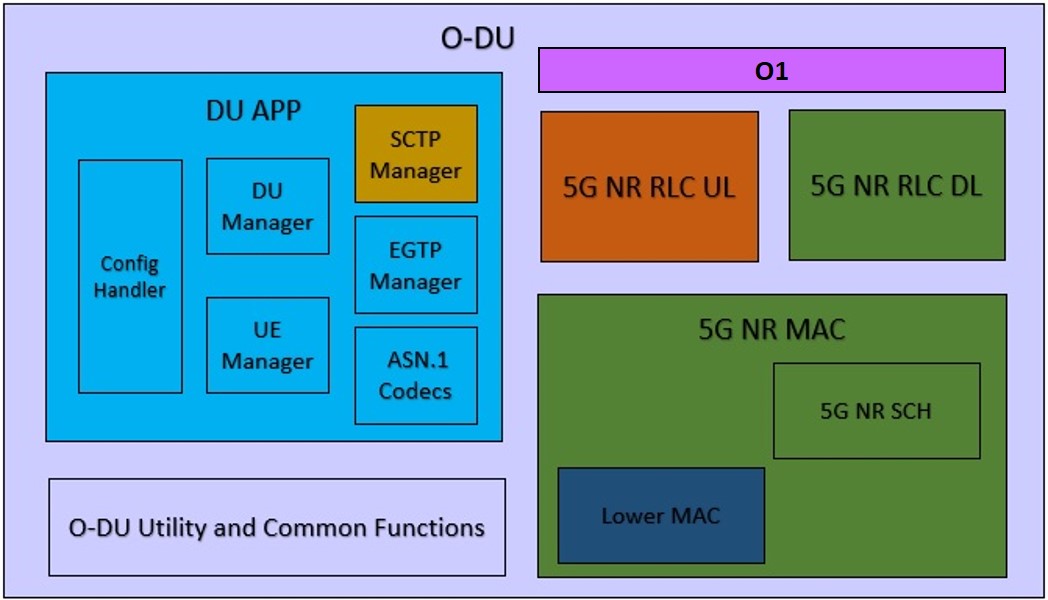 O-DU
DU APP
Config
Handler
DU
Manager
UE
Manager
SCTP
Manager
EGTP
Manager
ASN.1
Codecs
O-DU Utility and Common Functions
O1
5G NR RLC UL
5G NR RLC DL
5G NR MAC
5G NR SCH
Lower MAC